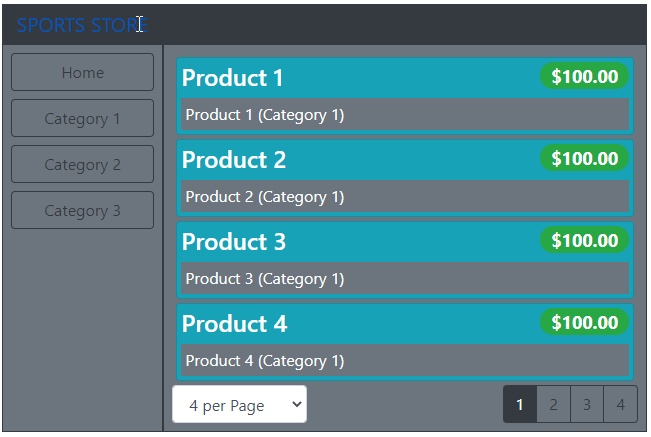 SPORTS STORE
Home
Category 1
Category 2
Category 3
Product 1 $100.00
Product 1 (Category 1)
Product 2 $100.00
Product 2 (Category 1)
Product 3 $100.00
Product 3 (Category 1)
Product 4 $100.00
Product 4 (Category 1)
4 per Page 1 2 3 4